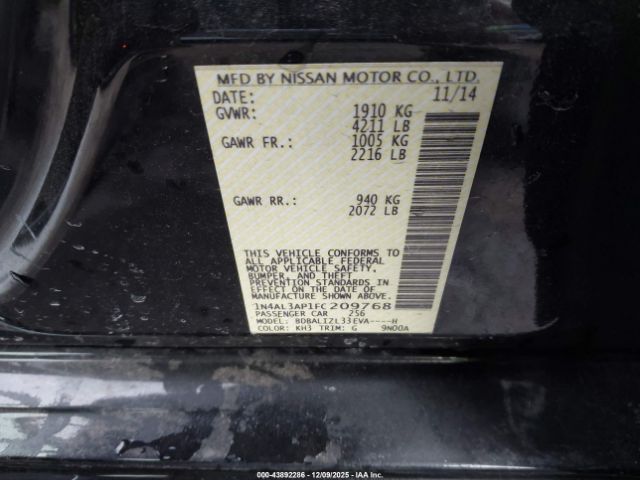 MFD BY NISSAN MOTOR CO., LTD.
DATE: 11/14
GVWR: 1910 KG
4211 LB
GAWR FR.: 1005 KG
2216 LB
GAWR RR.: 940 KG
2072 LB
THIS VEHICLE CONFORMS TO
ALL APPLICABLE FEDERAL
MOTOR VEHICLE SAFETY,
BUMPER, AND THEFT
PREVENTION STANDARDS IN
EFFECT ON THE DATE OF
MANUFACTURE SHOWN ABOVE.
1N4AL3AP1FC209768
PASSENGER CAR 256
MODEL: BDBALIZL33EVA----H
COLOR: KH3 TRIM: G 9N00A
000-43892286 - 12/09/2025 - IAA Inc.